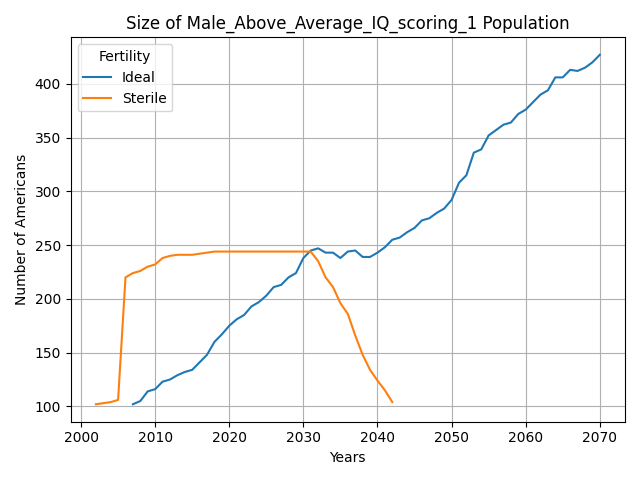 Size of Male_Above_Average_IQ_scoring_1 Population
Fertility
Ideal
Sterile
Number of Americans
400
350
300
250
200
150
100
2000 2010 2020 2030 2040 2050 2060 2070
Years